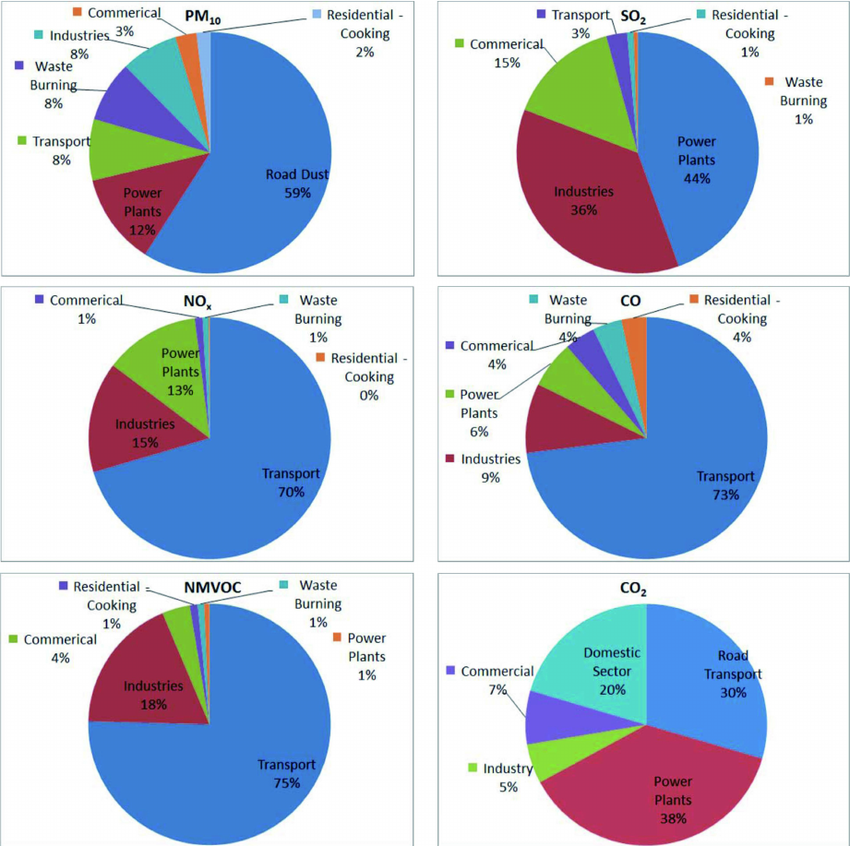 PM10
Commerical
3%
Residential -
Cooking
2%
Industries
8%
Waste
Burning
8%
Transport
8%
Power
Plants
12%
Road Dust
59%
SO2
Transport
3%
Residential -
Cooking
1%
Commerical
15%
Waste
Burning
1%
Power
Plants
44%
Industries
36%
NOx
Commerical
1%
Waste
Burning
1%
Residential -
Cooking
0%
Power
Plants
13%
Industries
15%
Transport
70%
CO
Waste
Burning
4%
Residential -
Cooking
4%
Commerical
4%
Power
Plants
6%
Industries
9%
Transport
73%
NMVOC
Residential -
Cooking
1%
Waste
Burning
1%
Commerical
4%
Power
Plants
1%
Industries
18%
Transport
75%
CO2
Domestic
Sector
20%
Road
Transport
30%
Commercial
7%
Industry
5%
Power
Plants
38%